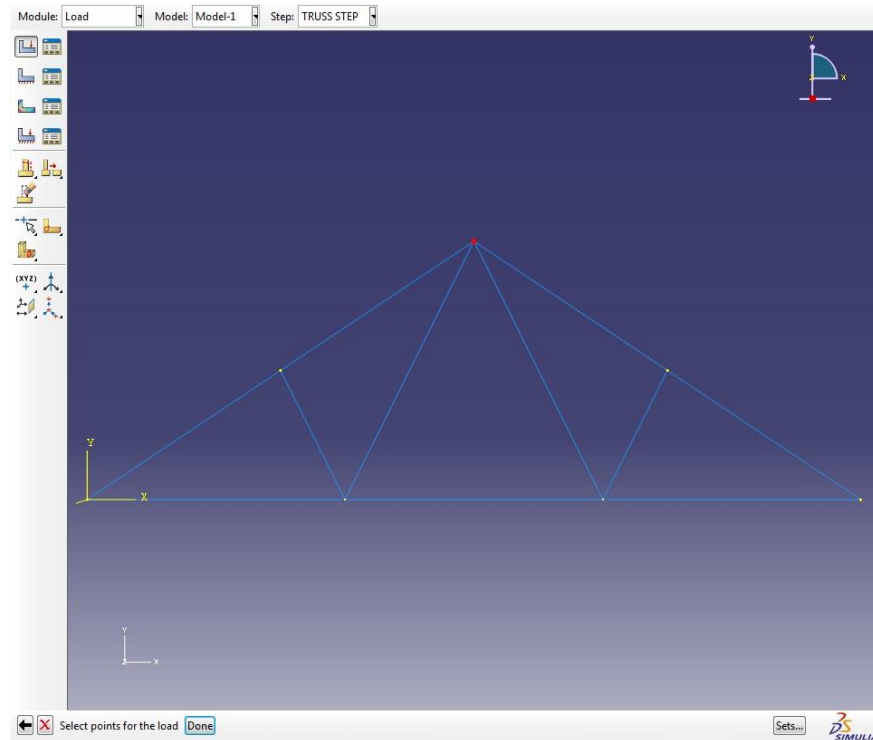 Module: Load Model: Model-1 Step: TRUSS STEP
Y
Z X
(XYZ)
Y
X
Y
Z X
Select points for the load Done Sets...
SIMULIA